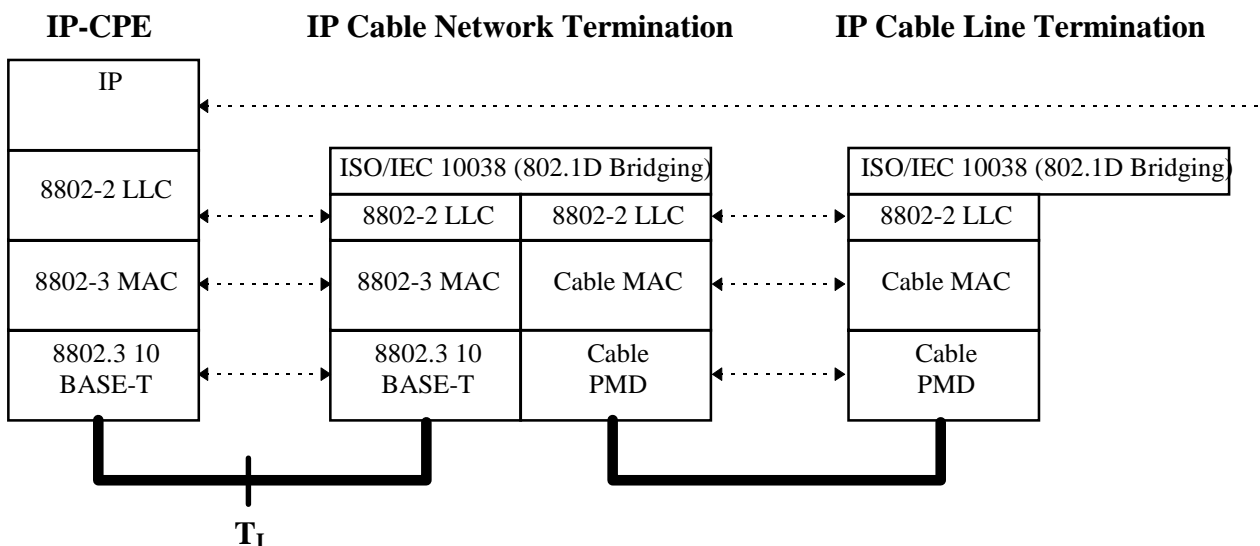 IP-CPE
IP Cable Network Termination
IP Cable Line Termination
IP
8802-2 LLC
8802-3 MAC
8802.3 10
BASE-T
ISO/IEC 10038 (802.1D Bridging)
8802-2 LLC
8802-2 LLC
8802-3 MAC
Cable MAC
8802.3 10
BASE-T
Cable
PMD
ISO/IEC 10038 (802.1D Bridging)
8802-2 LLC
Cable MAC
Cable
PMD
TI